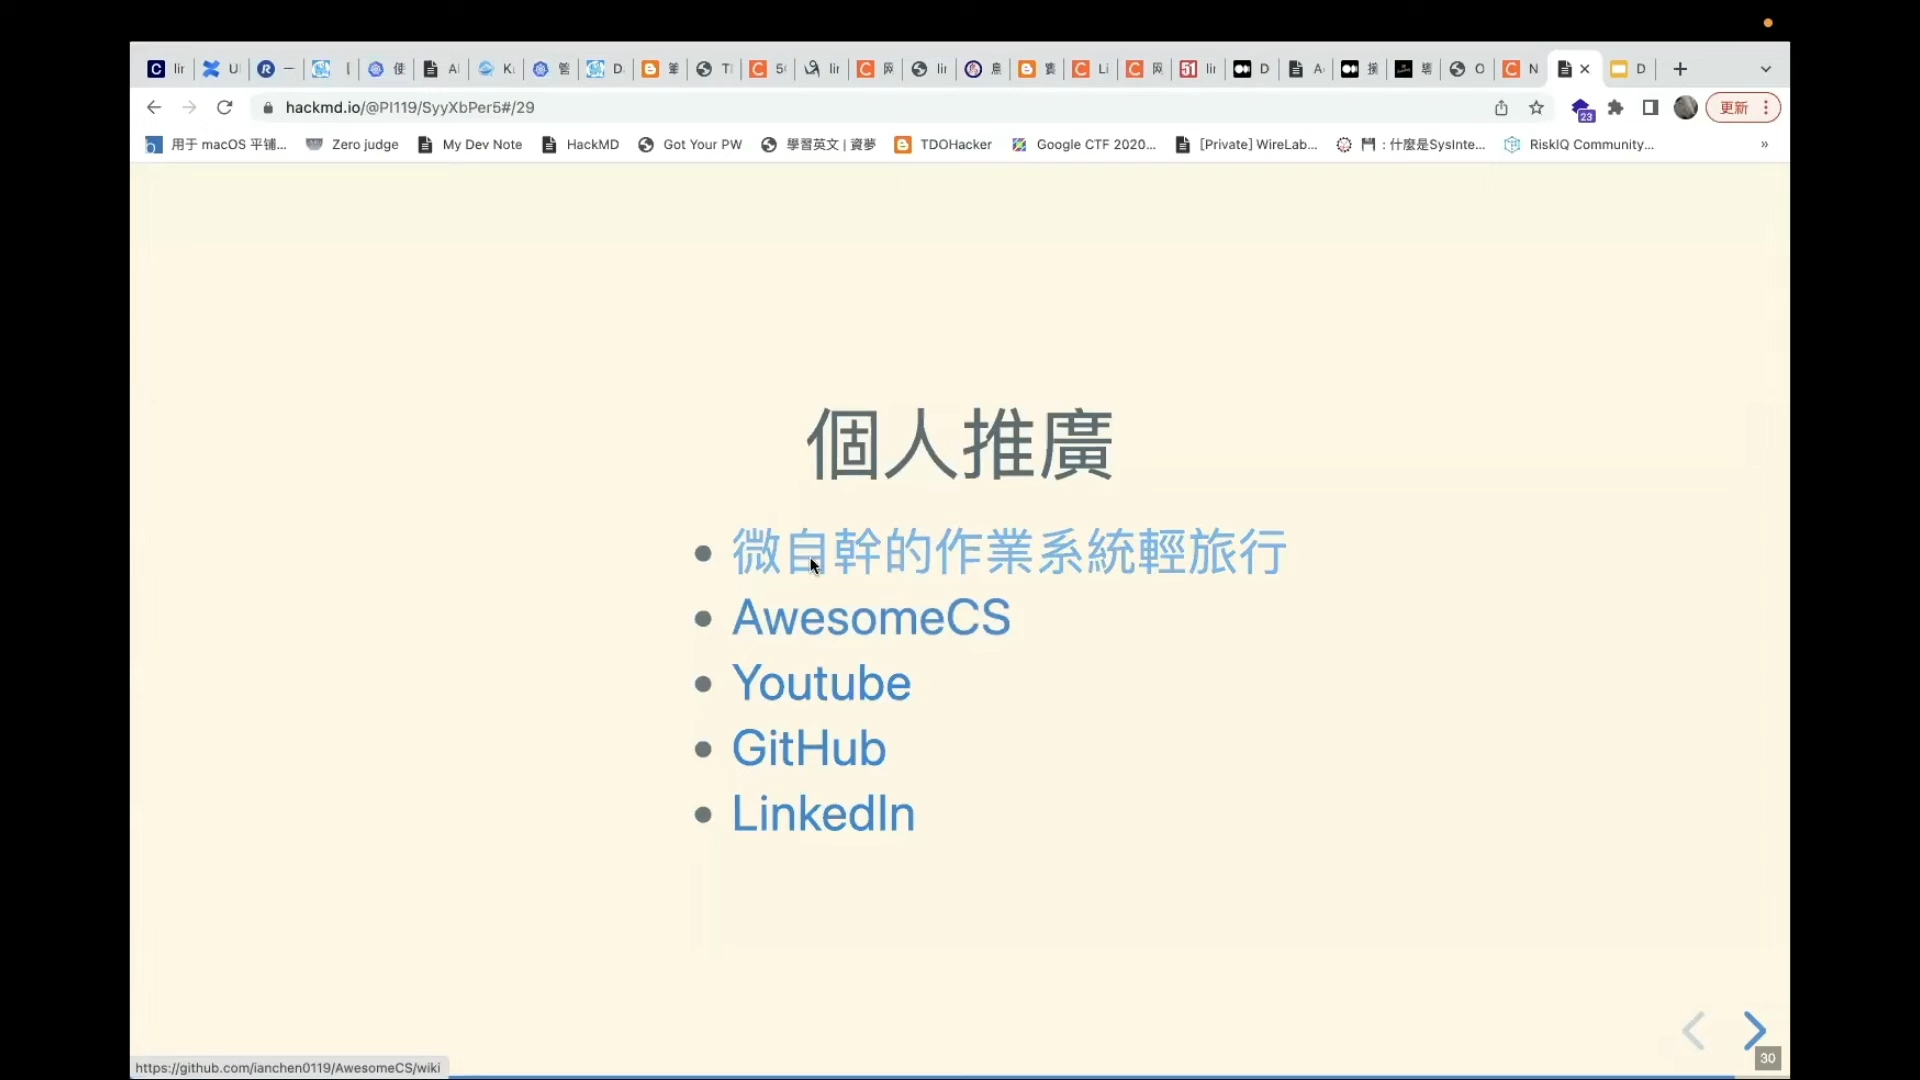 hackmd.io/@PI119/SyyXbPer5#/29
23
更新
用于 macOS 平铺...
Zero judge
My Dev Note
HackMD
Got Your PW
學習英文 | 資夢
TDOHacker
Google CTF 2020...
[Private] WireLab...
: 什麼是SysInte...
RiskIQ Community...
»
個人推廣
微自幹的作業系統輕旅行
AwesomeCS
Youtube
GitHub
LinkedIn
30
https://github.com/ianchen0119/AwesomeCS/wiki